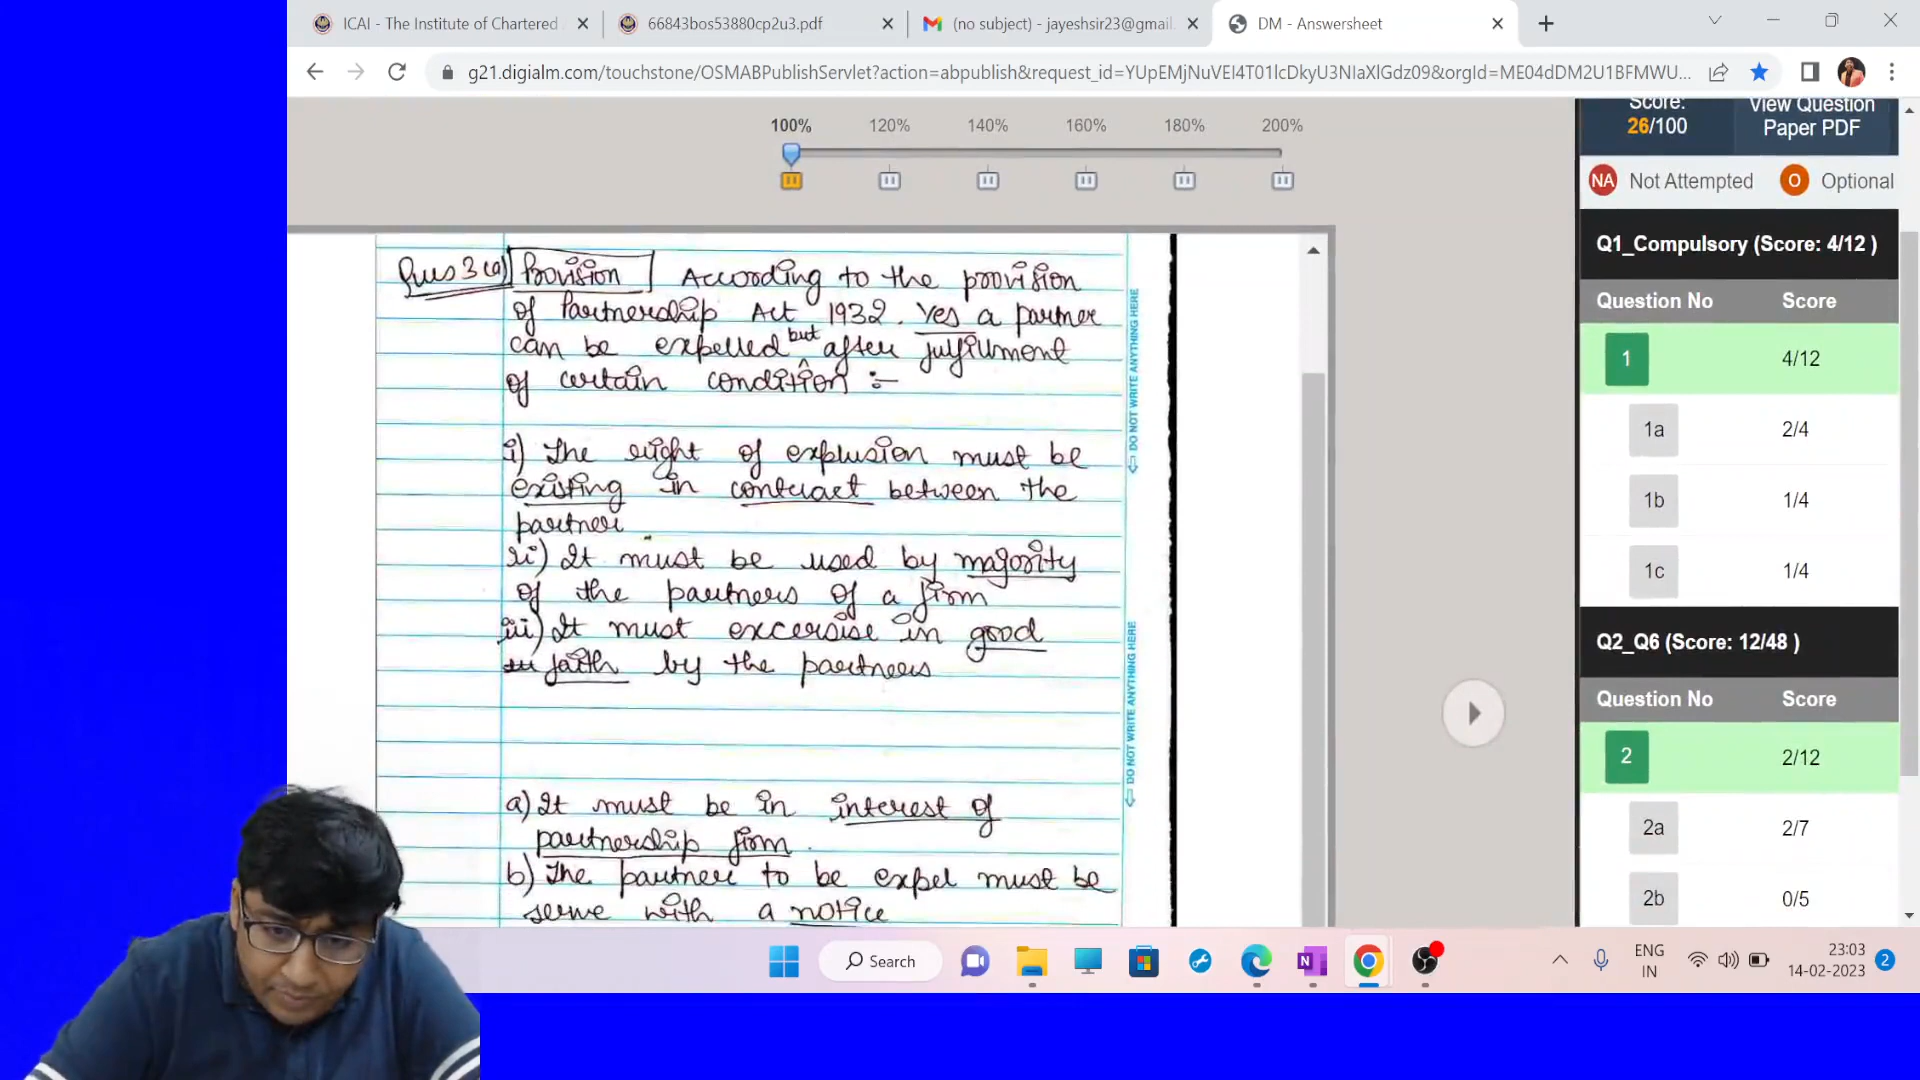 ICAI - The Institute of Chartered
66843bos53880cp2u3.pdf
(no subject) - jayeshsir23@gmail
DM - Answersheet
g21.digialm.com/touchstone/OSMABPublishServlet?action=abpublish&request_id=YUpEMjNuVEI4T01lcDkyU3NIaXlGdz09&orgId=ME04dDM2U1BFMWU...
100%
120%
140%
160%
180%
200%
Score:
26/100
View Question
Paper PDF
NA Not Attempted
O Optional
Q1_Compulsory (Score: 4/12 )
Question No Score
1 4/12
1a 2/4
1b 1/4
1c 1/4
Q2_Q6 (Score: 12/48 )
Question No Score
2 2/12
2a 2/7
2b 0/5
Qus 3 (a) Provision According to the provision
of Partnership Act 1932. Yes a partner
can be expelled but after fulfillment
of certain condition :-
i) The right of explusion must be
existing in contract between the
partner
ii) It must be used by majority
of the partners of a firm
iii) It must excersise in good
faith by the partners
a) It must be in interest of
partnership firm.
b) The partner to be expel must be
serve with a notice
⇐ DO NOT WRITE ANYTHING HERE
⇐ DO NOT WRITE ANYTHING HERE
Search
ENG
IN
23:03
14-02-2023
2